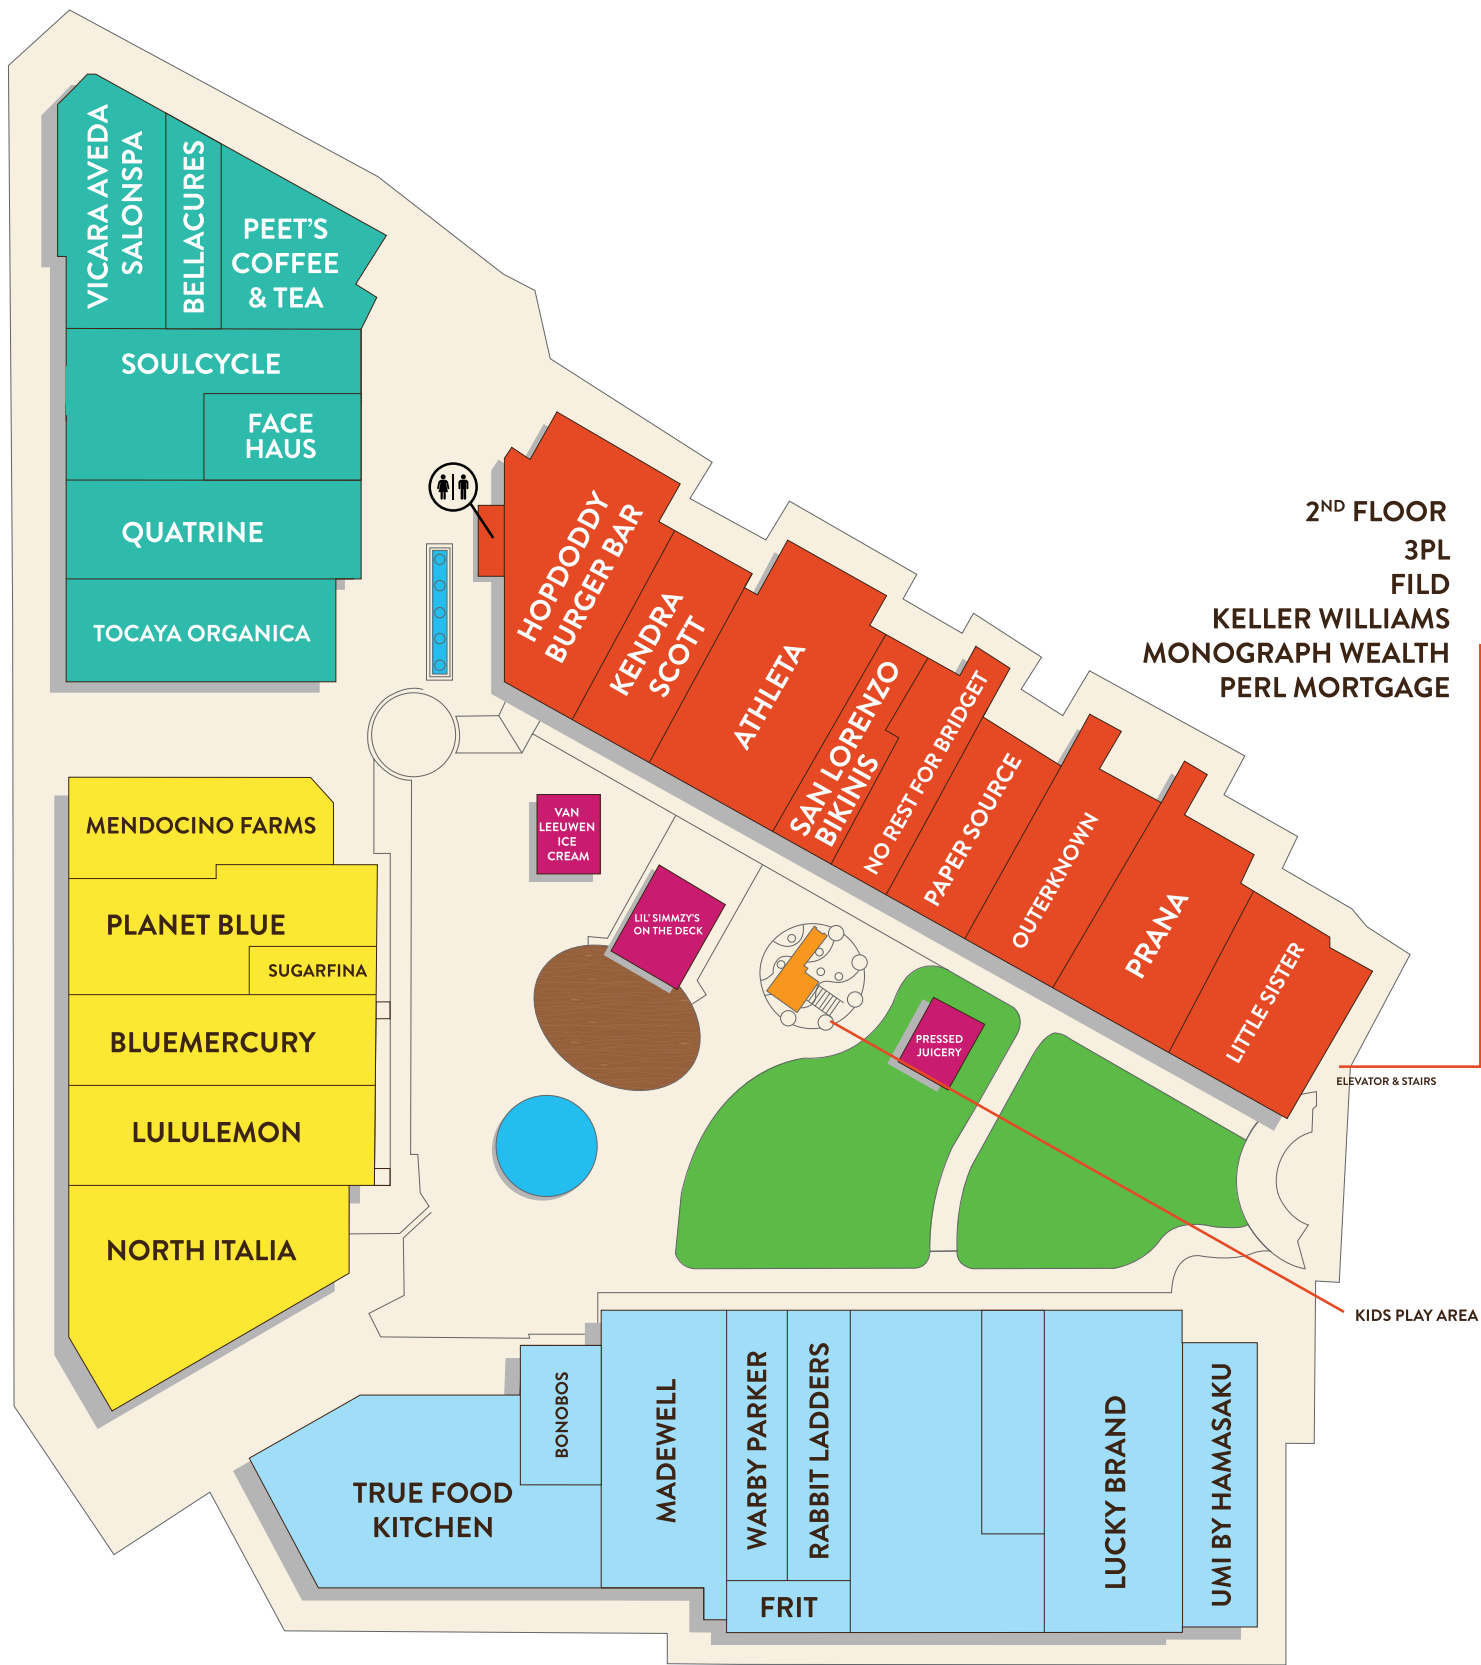 VICARA AVEDA
SALONSPA
BELLACURES
PEET'S
COFFEE
& TEA
SOULCYCLE
FACE
HAUS
QUATRINE
TOCAYA ORGANICA
HOPDODDY
BURGER BAR
KENDRA
SCOTT
ATHLETA
SAN LORENZO
BIKINIS
NO REST FOR BRIDGET
PAPER SOURCE
OUTERKNOWN
PRANA
LITTLE SISTER
2ND FLOOR
3PL
FILD
KELLER WILLIAMS
MONOGRAPH WEALTH
PERL MORTGAGE
ELEVATOR & STAIRS
MENDOCINO FARMS
PLANET BLUE
SUGARFINA
BLUEMERCURY
LULULEMON
NORTH ITALIA
VAN
LEEUWEN
ICE
CREAM
LIL' SIMMZY'S
ON THE DECK
PRESSED
JUICERY
KIDS PLAY AREA
TRUE FOOD
KITCHEN
BONOBOS
MADEWELL
WARBY PARKER
RABBIT LADDERS
FRIT
LUCKY BRAND
UMI BY HAMASAKU